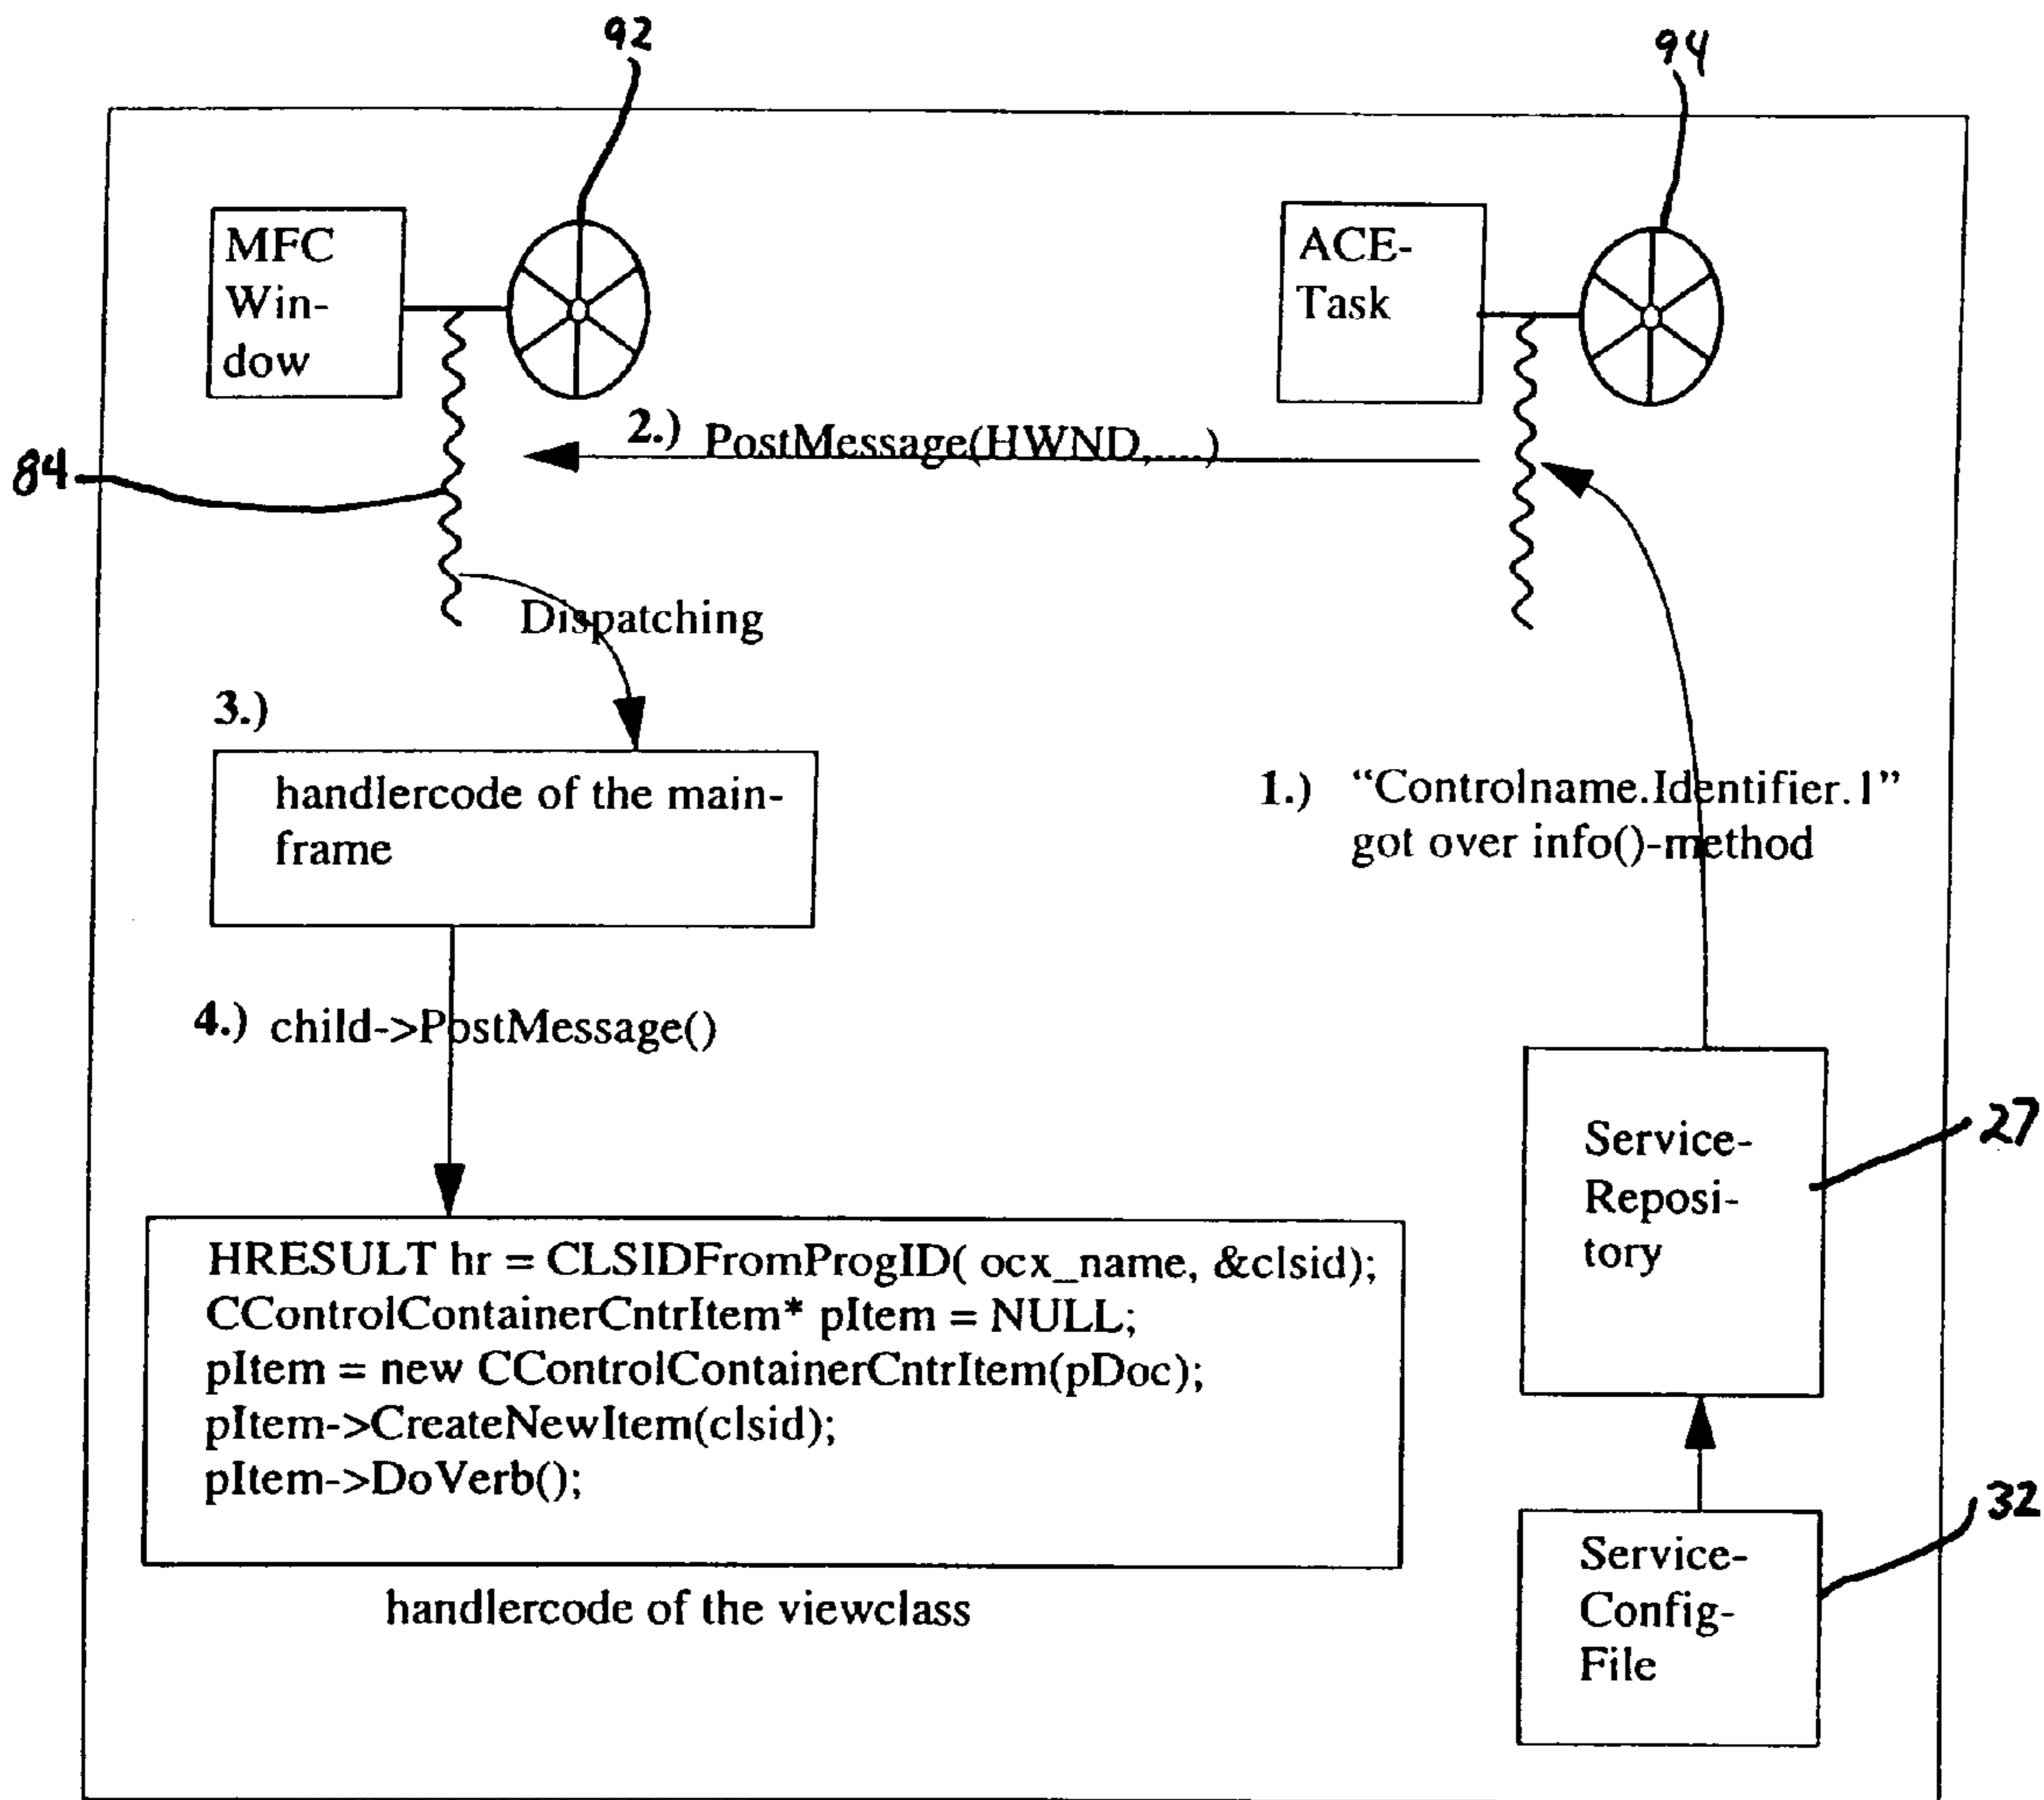 92
94
MFC
Win-
dow
ACE-
Task
2.) PostMessage(HWND,.....)
84
Dispatching
3.)
handlercode of the main-
frame
1.) “Controlname.Identifier.1”
got over info()-method
4.) child->PostMessage()
Service-
Reposi-
tory
27
HRESULT hr = CLSIDFromProgID( ocx_name, &clsid);
CControlContainerCntrItem* pItem = NULL;
pItem = new CControlContainerCntrItem(pDoc);
pItem->CreateNewItem(clsid);
pItem->DoVerb();
handlercode of the viewclass
32
Service-
Config-
File